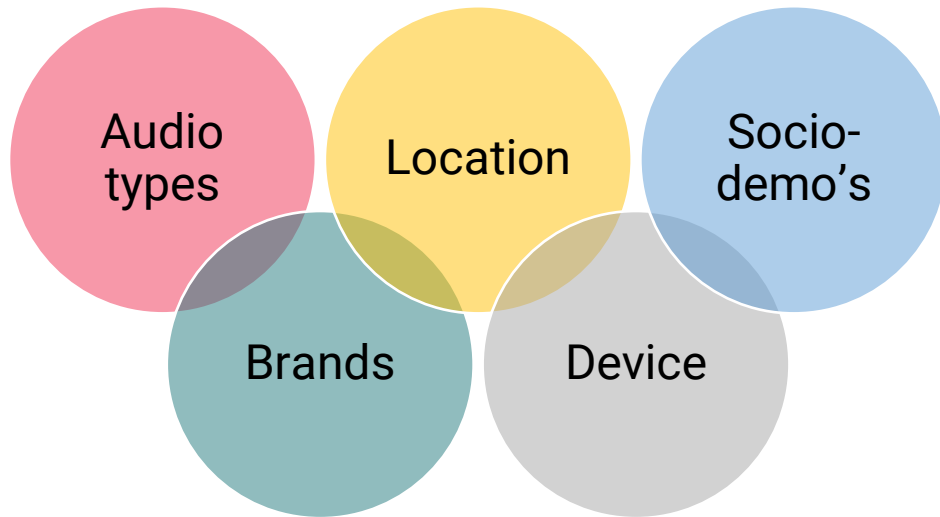 Audio
types
Location
Socio-
demo’s
Brands
Device